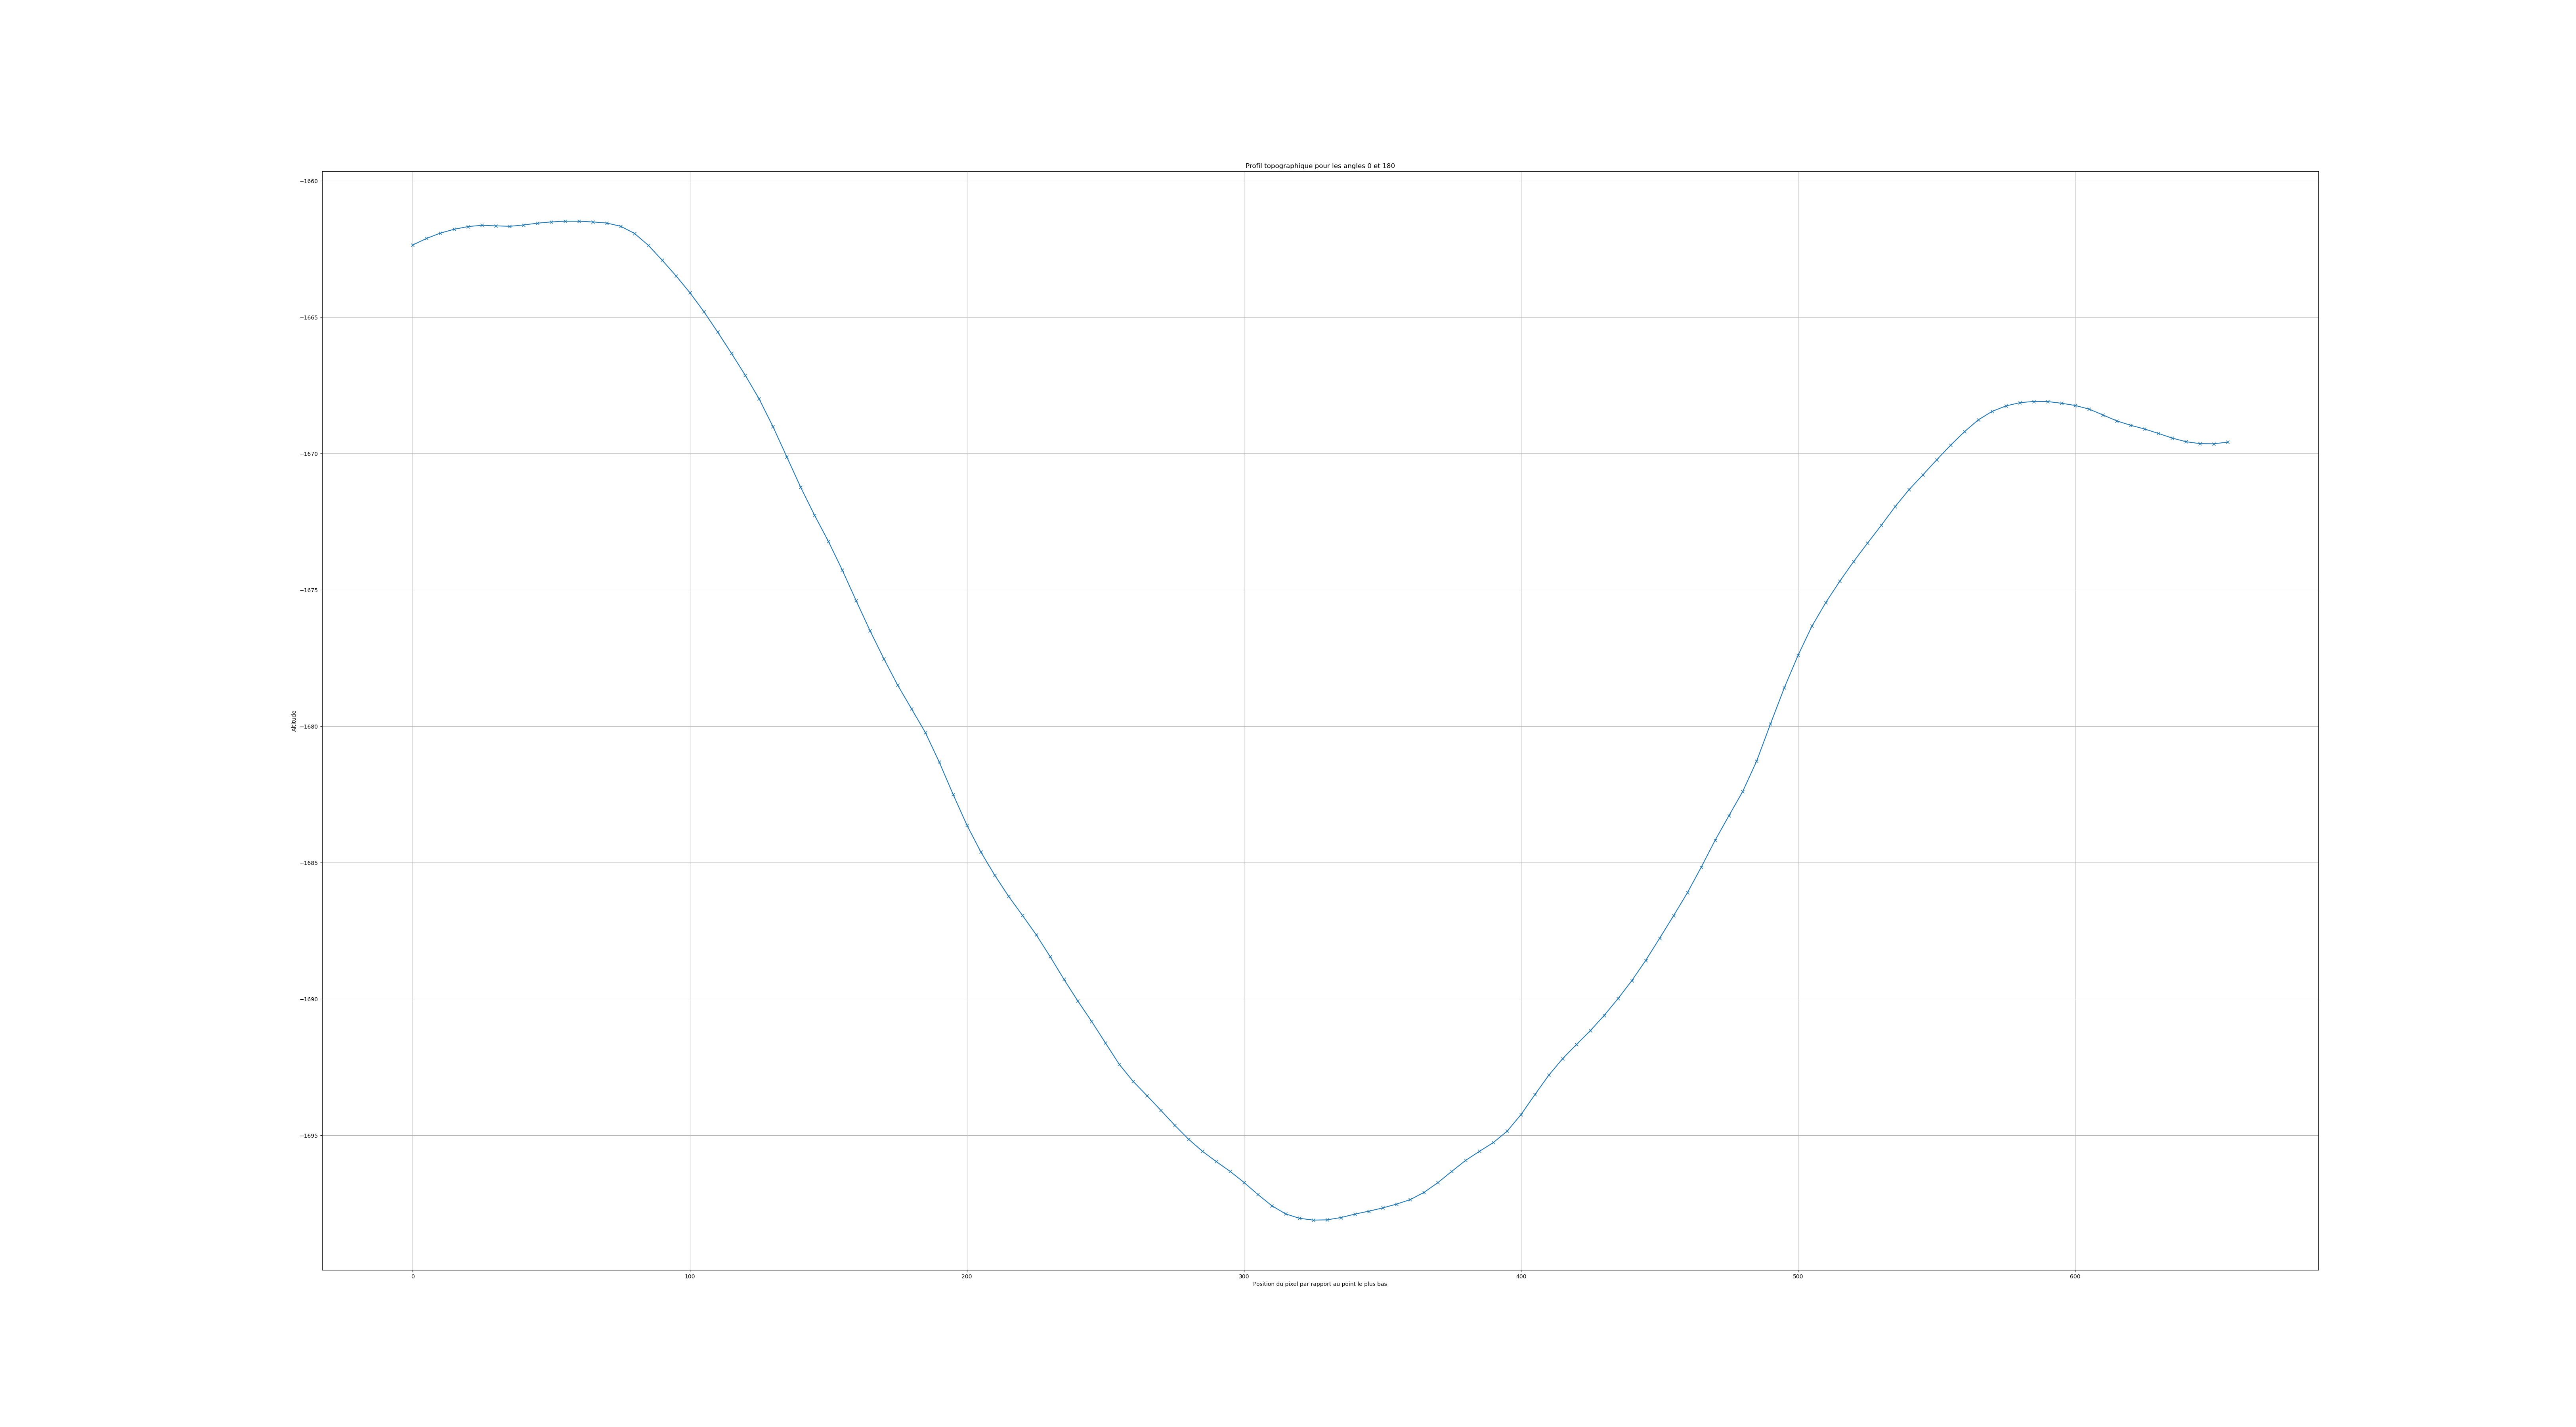 Profil topographique pour les angles 0 et 180
−1660
−1665
−1670
−1675
−1680
−1685
−1690
−1695
Altitude
0 100 200 300 400 500 600
Position du pixel par rapport au point le plus bas